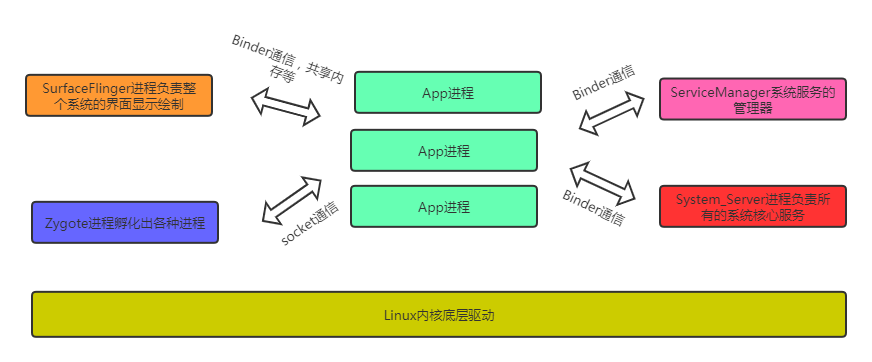 Binder通信，共享内
存等
SurfaceFlinger进程负责整
个系统的界面显示绘制
App进程
Binder通信
ServiceManager系统服务的
管理器
App进程
Zygote进程孵化出各种进程
socket通信
App进程
Binder通信
System_Server进程负责所
有的系统核心服务
Linux内核底层驱动